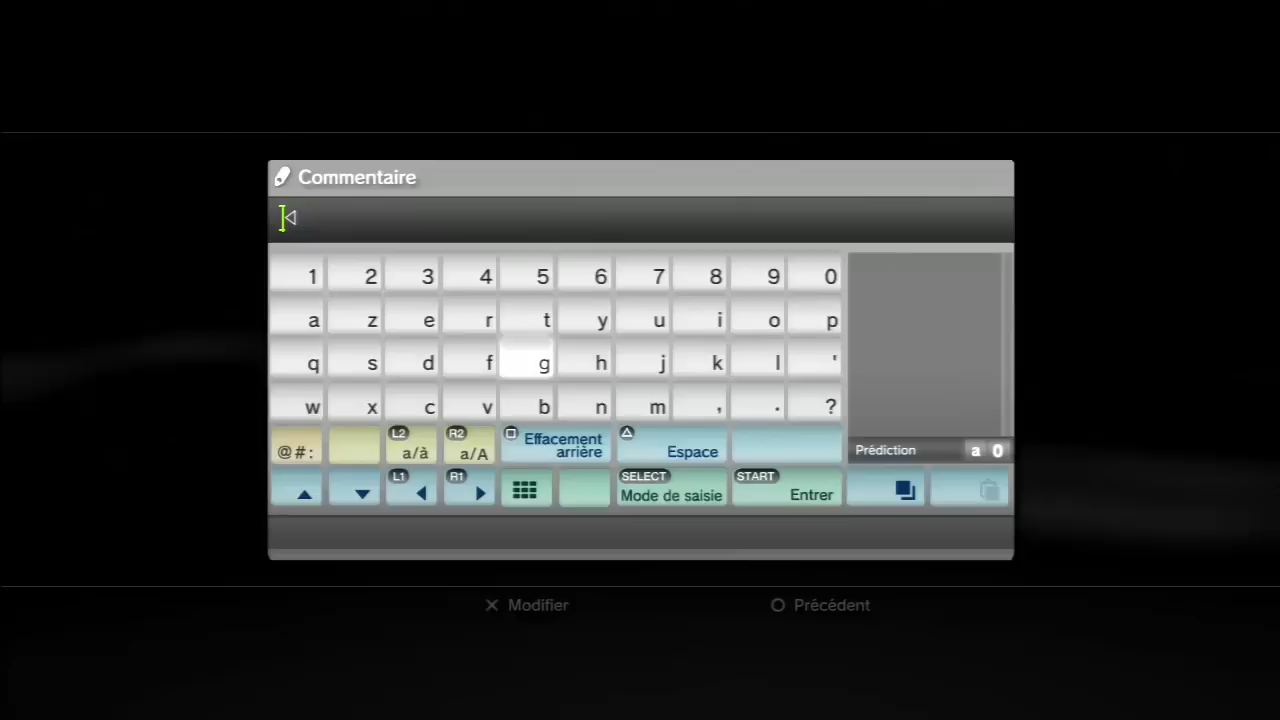 Commentaire
1 2 3 4 5 6 7 8 9 0
a z e r t y u i o p
q s d f g h j k l '
w x c v b n m , . ?
@#: L2 a/à R2 a/A Effacement arrière Espace
Prédiction a 0
L1 R1 SELECT Mode de saisie START Entrer
Modifier Précédent